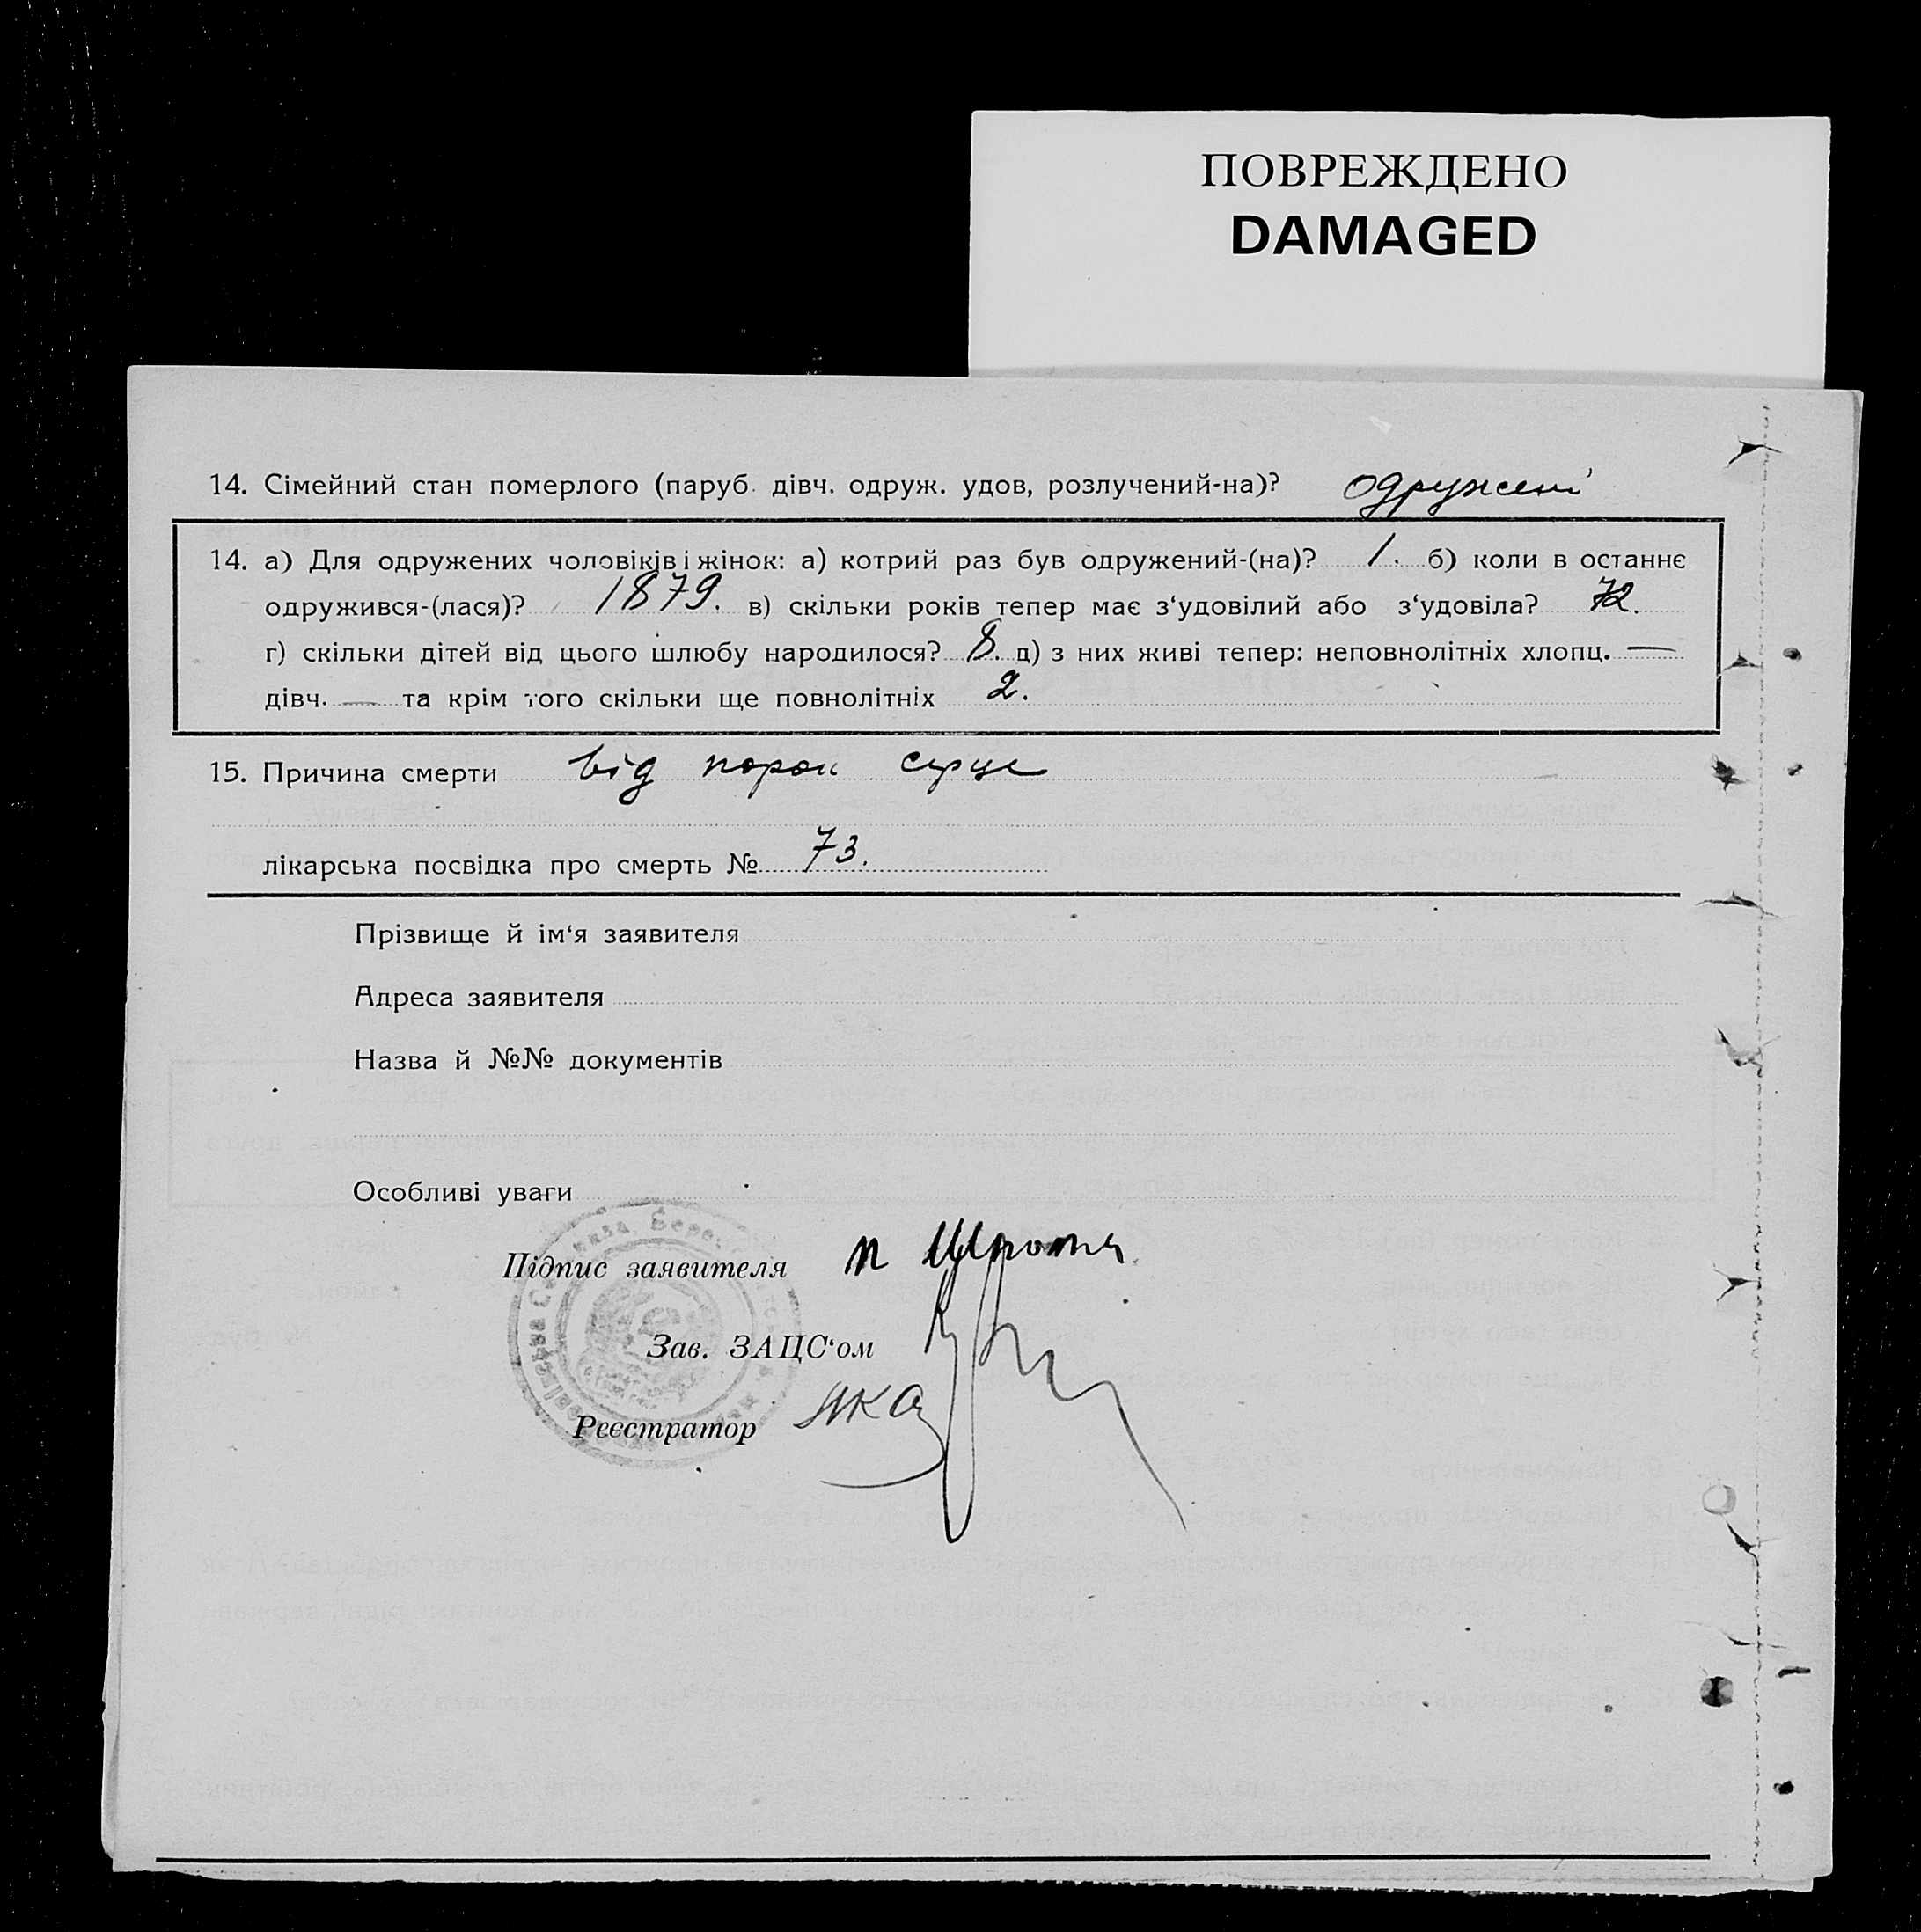 ПОВРЕЖДЕНО
DAMAGED
14. Сімейний стан померлого (паруб. дівч. одруж. удов, розлучений-на)? одружені
14. а) Для одружених чоловіків і жінок: а) котрий раз був одружений-(на)? 1. б) коли в останнє
одружився-(лася)? 1879. в) скільки років тепер має з‘удовілий або з‘удовіла? 72.
г) скільки дітей від цього шлюбу народилося? 8. д) з них живі тепер: неповнолітніх хлопц. —
дівч. — та крім того скільки ще повнолітніх 2.
15. Причина смерти від порок серце
лікарська посвідка про смерть № 73.
Прізвище й ім‘я заявителя
Адреса заявителя
Назва й №№ документів
Особливі уваги
Підпис заявителя
Зав. ЗАЦС‘ом
Реєстратор